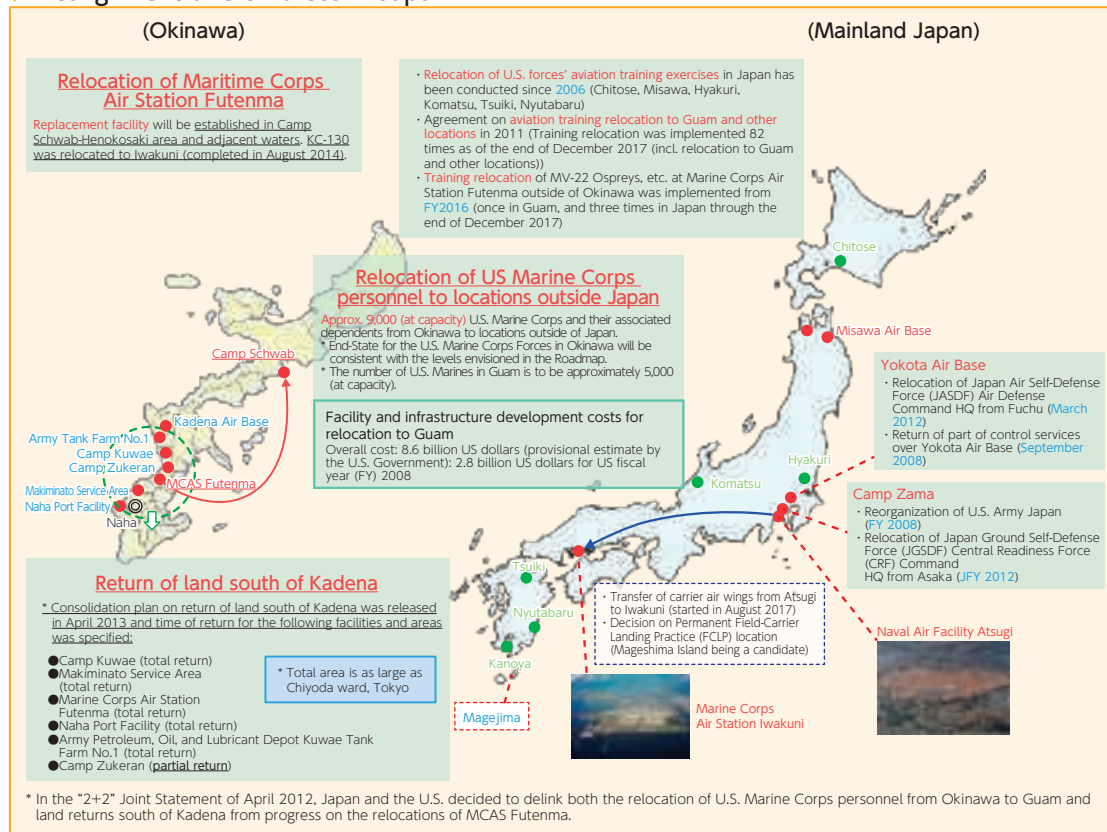 (Okinawa)
(Mainland Japan)
Relocation of Maritime Corps
Air Station Futenma
Replacement facility will be established in Camp
Schwab-Henokosaki area and adjacent waters. KC-130
was relocated to Iwakuni (completed in August 2014).
・Relocation of U.S. forces' aviation training exercises in Japan has
been conducted since 2006 (Chitose, Misawa, Hyakuri,
Komatsu, Tsuiki, Nyutabaru)
・Agreement on aviation training relocation to Guam and other
locations in 2011 (Training relocation was implemented 82
times as of the end of December 2017 (incl. relocation to Guam
and other locations))
・Training relocation of MV-22 Ospreys, etc. at Marine Corps Air
Station Futenma outside of Okinawa was implemented from
FY2016 (once in Guam, and three times in Japan through the
end of December 2017)
Relocation of US Marine Corps
personnel to locations outside Japan
Approx. 9,000 (at capacity) U.S. Marine Corps and their associated
dependents from Okinawa to locations outside of Japan.
* End-State for the U.S. Marine Corps Forces in Okinawa will be
consistent with the levels envisioned in the Roadmap.
* The number of U.S. Marines in Guam is to be approximately 5,000
(at capacity).
Facility and infrastructure development costs for
relocation to Guam
Overall cost: 8.6 billion US dollars (provisional estimate by
the U.S. Government): 2.8 billion US dollars for US fiscal
year (FY) 2008
Camp Schwab
Kadena Air Base
Army Tank Farm No.1
Camp Kuwae
Camp Zukeran
MCAS Futenma
Makiminato Service Area
Naha Port Facility
Naha
Chitose
Misawa Air Base
Hyakuri
Komatsu
Tsuiki
Nyutabaru
Kanoya
Magejima
Yokota Air Base
・Relocation of Japan Air Self-Defense
Force (JASDF) Air Defense
Command HQ from Fuchu (March
2012)
・Return of part of control services
over Yokota Air Base (September
2008)
Camp Zama
・Reorganization of U.S. Army Japan
(FY 2008)
・Relocation of Japan Ground Self-Defense
Force (JGSDF) Central Readiness Force
(CRF) Command
HQ from Asaka (JFY 2012)
Naval Air Facility Atsugi
・Transfer of carrier air wings from Atsugi
to Iwakuni (started in August 2017)
・Decision on Permanent Field-Carrier
Landing Practice (FCLP) location
(Mageshima Island being a candidate)
Marine Corps
Air Station Iwakuni
Return of land south of Kadena
* Consolidation plan on return of land south of Kadena was released
in April 2013 and time of return for the following facilities and areas
was specified:
●Camp Kuwae (total return)
●Makiminato Service Area
(total return)
●Marine Corps Air Station
Futenma (total return)
●Naha Port Facility (total return)
●Army Petroleum, Oil, and Lubricant Depot Kuwae Tank
Farm No.1 (total return)
●Camp Zukeran (partial return)
* Total area is as large as
Chiyoda ward, Tokyo
* In the "2+2" Joint Statement of April 2012, Japan and the U.S. decided to delink both the relocation of U.S. Marine Corps personnel from Okinawa to Guam and
land returns south of Kadena from progress on the relocations of MCAS Futenma.